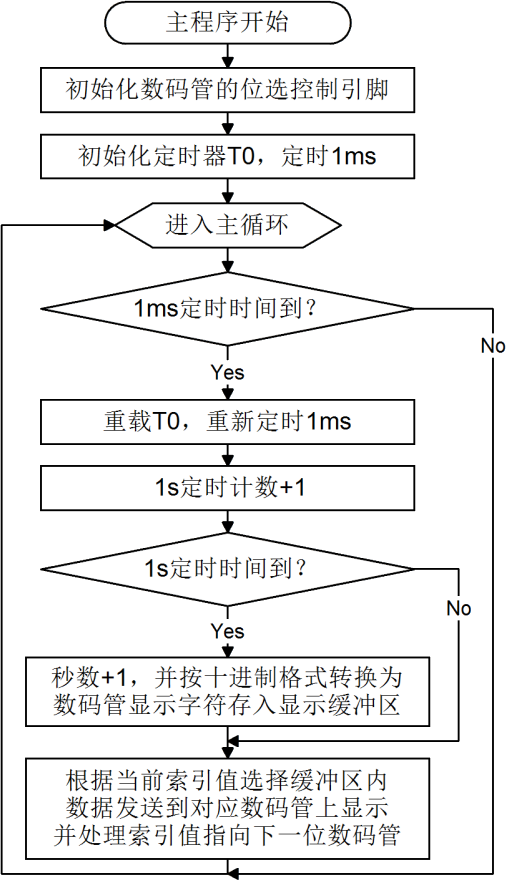 主程序开始
初始化数码管的位选控制引脚
初始化定时器T0，定时1ms
进入主循环
1ms定时时间到？
No
Yes
重载T0，重新定时1ms
1s定时计数+1
1s定时时间到？
No
Yes
秒数+1，并按十进制格式转换为
数码管显示字符存入显示缓冲区
根据当前索引值选择缓冲区内
数据发送到对应数码管上显示
并处理索引值指向下一位数码管